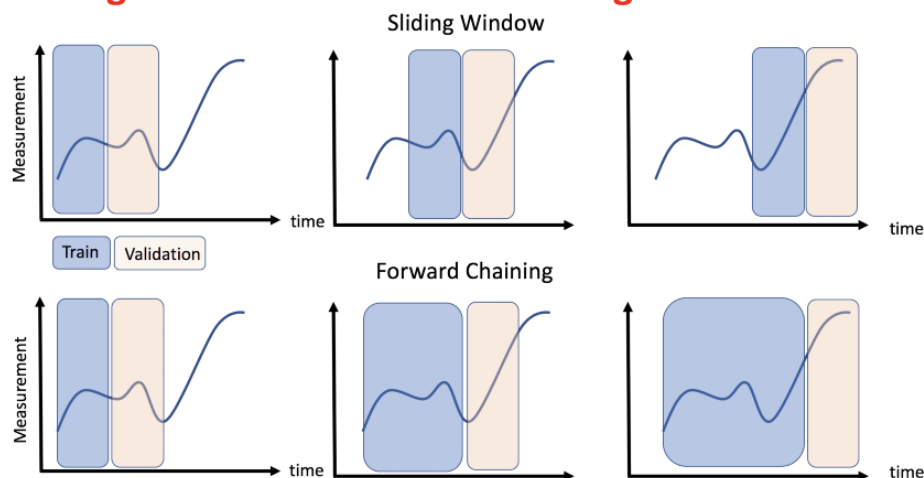 Sliding Window
Measurement
time
time
time
Train
Validation
Forward Chaining
Measurement
time
time
time